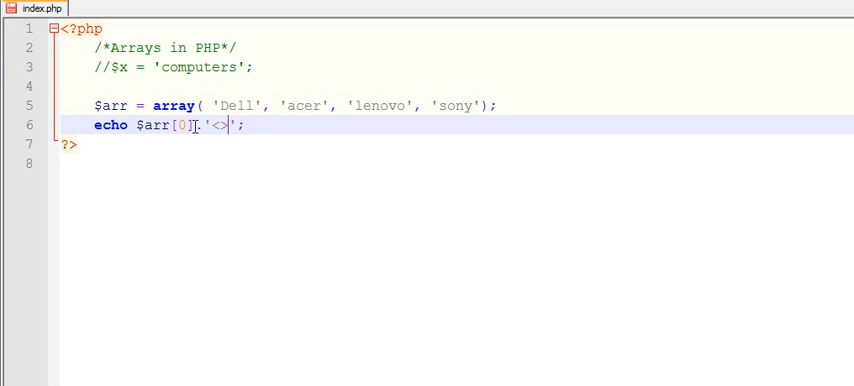 index.php
1 <?php
2 /*Arrays in PHP*/
3 //$x = 'computers';
4
5 $arr = array( 'Dell', 'acer', 'lenovo', 'sony');
6 echo $arr[0].'<>';
7 ?>
8